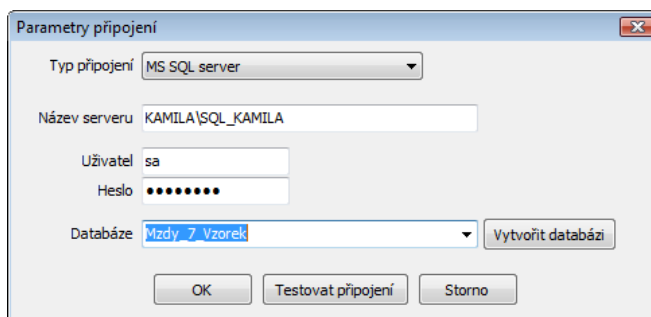 Parametry připojení
Typ připojení MS SQL server
Název serveru KAMILA\SQL_KAMILA
Uživatel sa
Heslo ●●●●●●●●
Databáze Mzdy_7_Vzorek Vytvořit databázi
OK Testovat připojení Storno